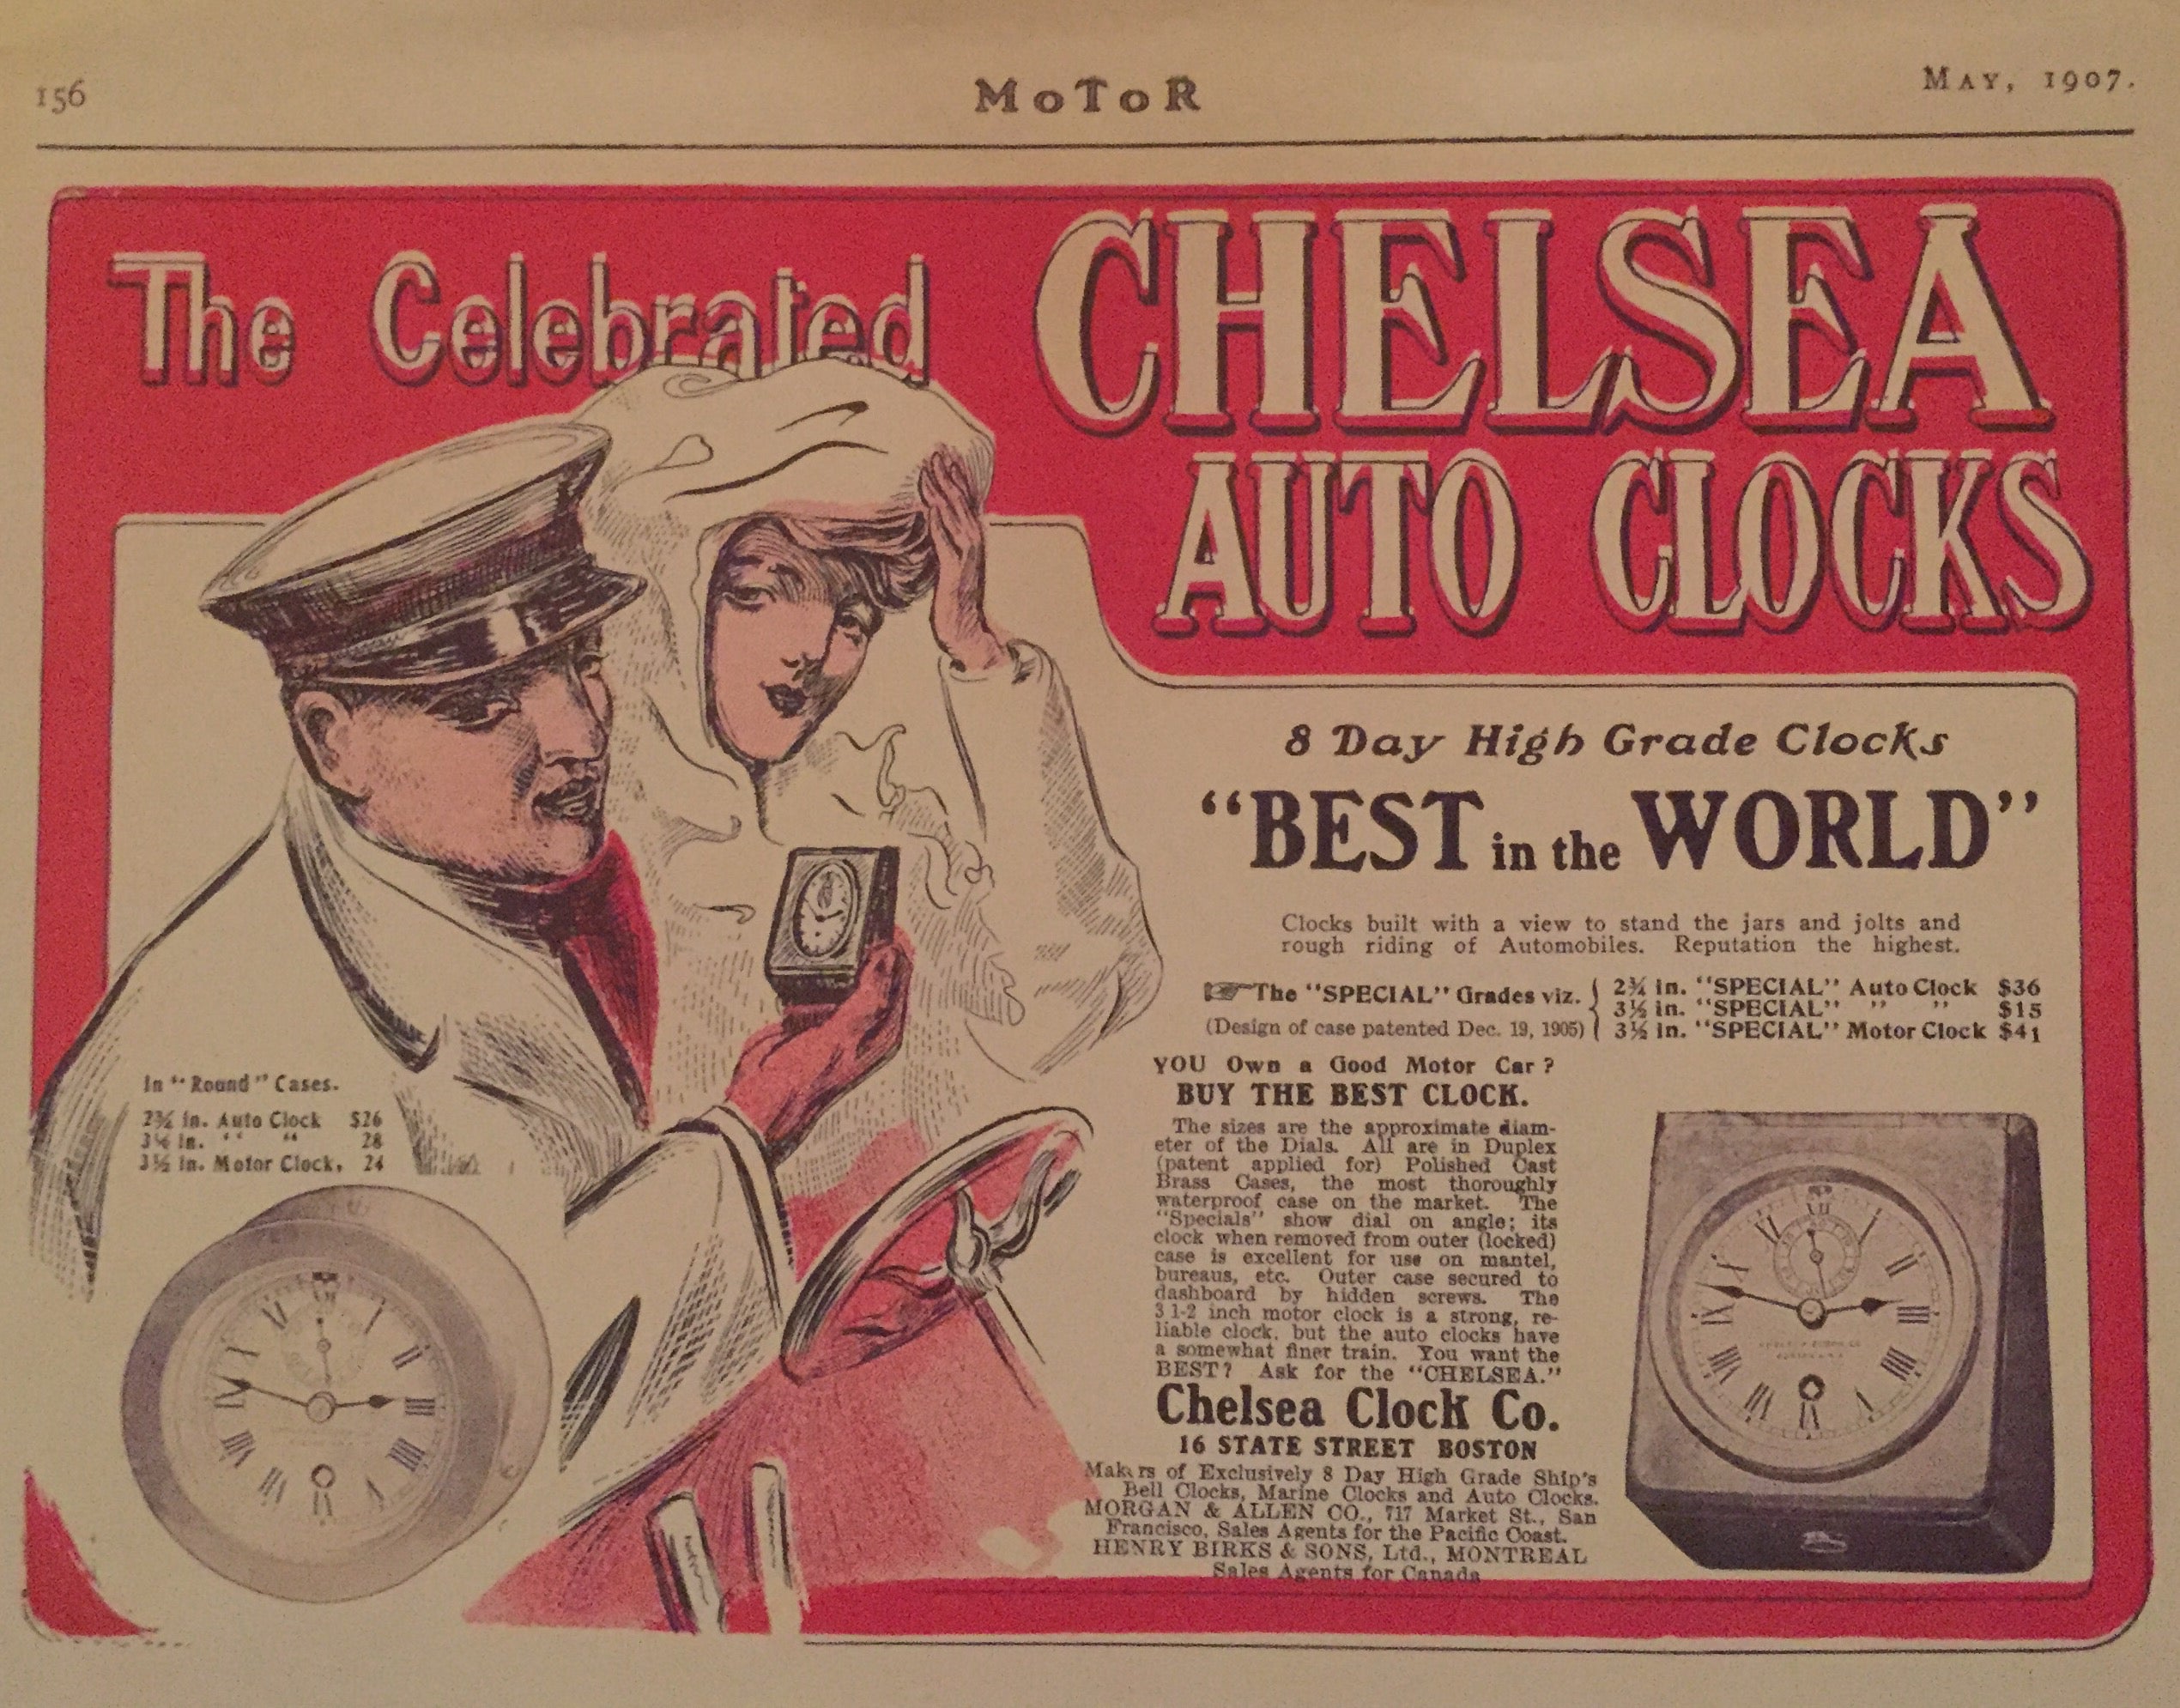 156 MoToR MAY, 1907.
The Celebrated CHELSEA
AUTO CLOCKS
8 Day High Grade Clocks
"BEST in the WORLD"
Clocks built with a view to stand the jars and jolts and
rough riding of Automobiles. Reputation the highest.
The "SPECIAL" Grades viz.
(Design of case patented Dec. 19, 1905)
2¾ in. "SPECIAL" Auto Clock $36
3½ in. "SPECIAL" " " $15
3½ in. "SPECIAL" Motor Clock $41
YOU Own a Good Motor Car?
BUY THE BEST CLOCK.
The sizes are the approximate diam-
eter of the Dials. All are in Duplex
(patent applied for) Polished Cast
Brass Cases, the most thoroughly
waterproof case on the market. The
"Specials" show dial on angle; its
clock when removed from outer (locked)
case is excellent for use on mantel,
bureaus, etc. Outer case secured to
dashboard by hidden screws. The
3 1-2 inch motor clock is a strong, re-
liable clock, but the auto clocks have
a somewhat finer train. You want the
BEST? Ask for the "CHELSEA."
Chelsea Clock Co.
16 STATE STREET BOSTON
Makers of Exclusively 8 Day High Grade Ship's
Bell Clocks, Marine Clocks and Auto Clocks.
MORGAN & ALLEN CO., 717 Market St., San
Francisco, Sales Agents for the Pacific Coast.
HENRY BIRKS & SONS, Ltd., MONTREAL
Sales Agents for Canada
In "Round" Cases.
2¾ in. Auto Clock $26
3½ in. " " 28
3½ in. Motor Clock, 24